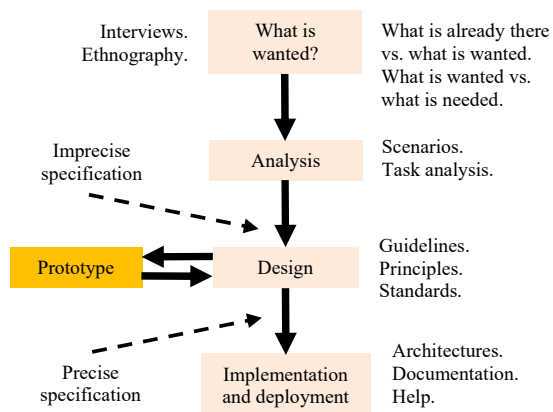 Interviews.
Ethnography.
What is
wanted?
What is already there
vs. what is wanted.
What is wanted vs.
what is needed.
Imprecise
specification
Analysis
Scenarios.
Task analysis.
Prototype
Design
Guidelines.
Principles.
Standards.
Precise
specification
Implementation
and deployment
Architectures.
Documentation.
Help.